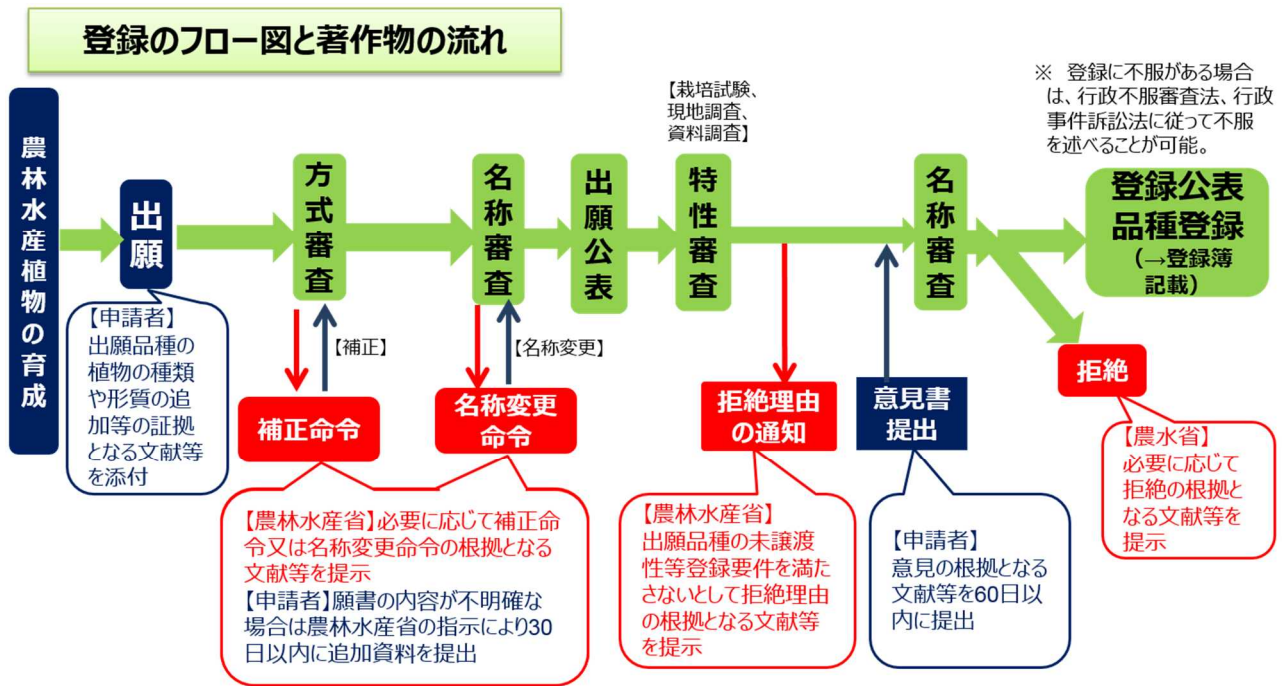 登録のフロー図と著作物の流れ
農林水産植物の育成
出願
【申請者】
出願品種の
植物の種類
や形質の追
加等の証拠
となる文献等
を添付
方式審査
【補正】
補正命令
名称審査
【名称変更】
名称変更
命令
【農林水産省】必要に応じて補正命
令又は名称変更命令の根拠となる
文献等を提示
【申請者】願書の内容が不明確な
場合は農林水産省の指示により30
日以内に追加資料を提出
出願公表
【栽培試験、
現地調査、
資料調査】
特性審査
拒絶理由
の通知
【農林水産省】
出願品種の未譲渡
性等登録要件を満た
さないとして拒絶理由
の根拠となる文献等
を提示
意見書
提出
【申請者】
意見の根拠となる
文献等を60日以
内に提出
名称審査
※ 登録に不服がある場合
は、行政不服審査法、行政
事件訴訟法に従って不服
を述べることが可能。
登録公表
品種登録
（→登録簿
記載）
拒絶
【農水省】
必要に応じて
拒絶の根拠と
なる文献等を
提示